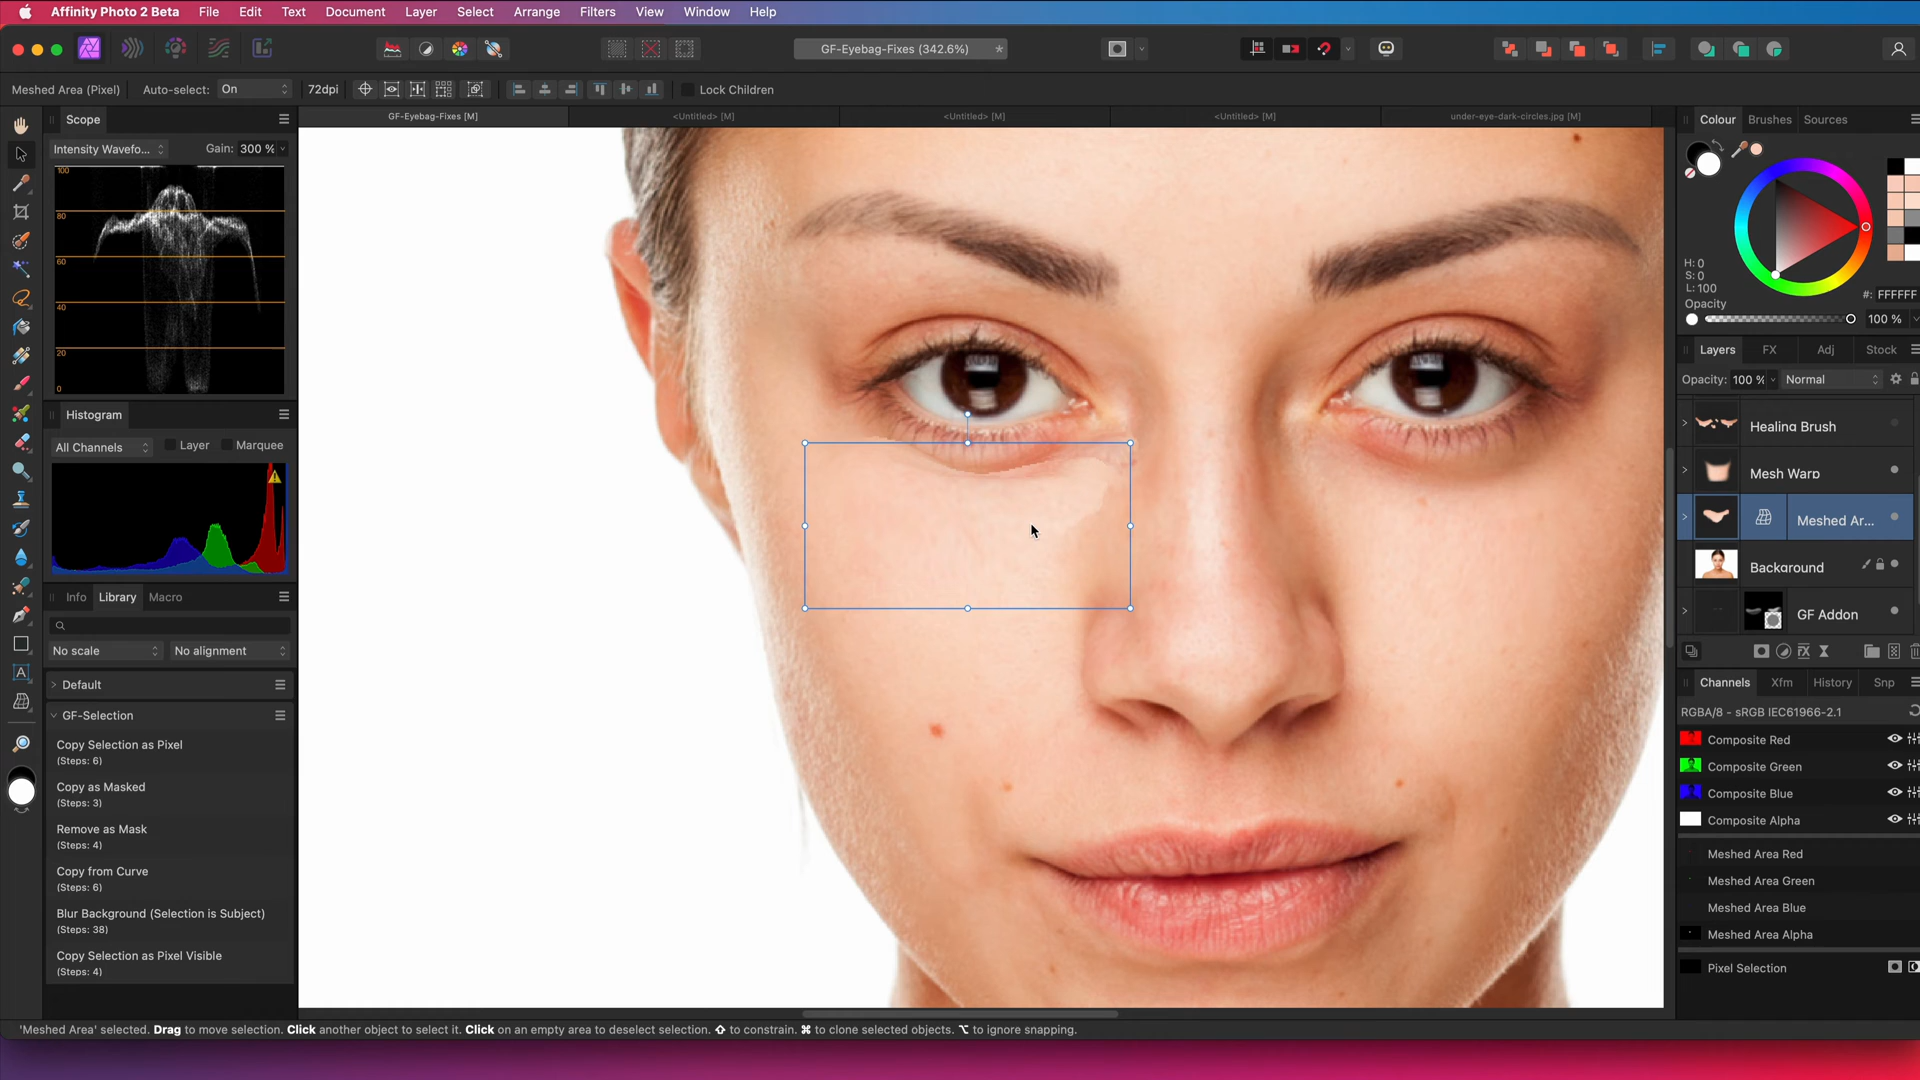 Affinity Photo 2 Beta File Edit Text Document Layer Select Arrange Filters View Window Help
GF-Eyebag-Fixes (342.6%) *
Meshed Area (Pixel) Auto-select: On 72dpi Lock Children
GF-Eyebag-Fixes [M] <Untitled> [M] <Untitled> [M] <Untitled> [M] under-eye-dark-circles.jpg [M]
Scope
Intensity Wavefo... Gain: 300 %
100
80
60
40
20
0
Histogram
All Channels Layer Marquee
Info Library Macro
No scale No alignment
Default
GF-Selection
Copy Selection as Pixel
(Steps: 6)
Copy as Masked
(Steps: 3)
Remove as Mask
(Steps: 4)
Copy from Curve
(Steps: 6)
Blur Background (Selection is Subject)
(Steps: 38)
Copy Selection as Pixel Visible
(Steps: 4)
Colour Brushes Sources
H: 0
S: 0
L: 100
#: FFFFFF
Opacity
100 %
Layers FX Adj Stock
Opacity: 100 % Normal
Healing Brush
Mesh Warp
Meshed Ar...
Background
GF Addon
Channels Xfm History Snp
RGBA/8 - sRGB IEC61966-2.1
Composite Red
Composite Green
Composite Blue
Composite Alpha
Meshed Area Red
Meshed Area Green
Meshed Area Blue
Meshed Area Alpha
Pixel Selection
'Meshed Area' selected. Drag to move selection. Click another object to select it. Click on an empty area to deselect selection. ⇧ to constrain. ⌘ to clone selected objects. ⌥ to ignore snapping.